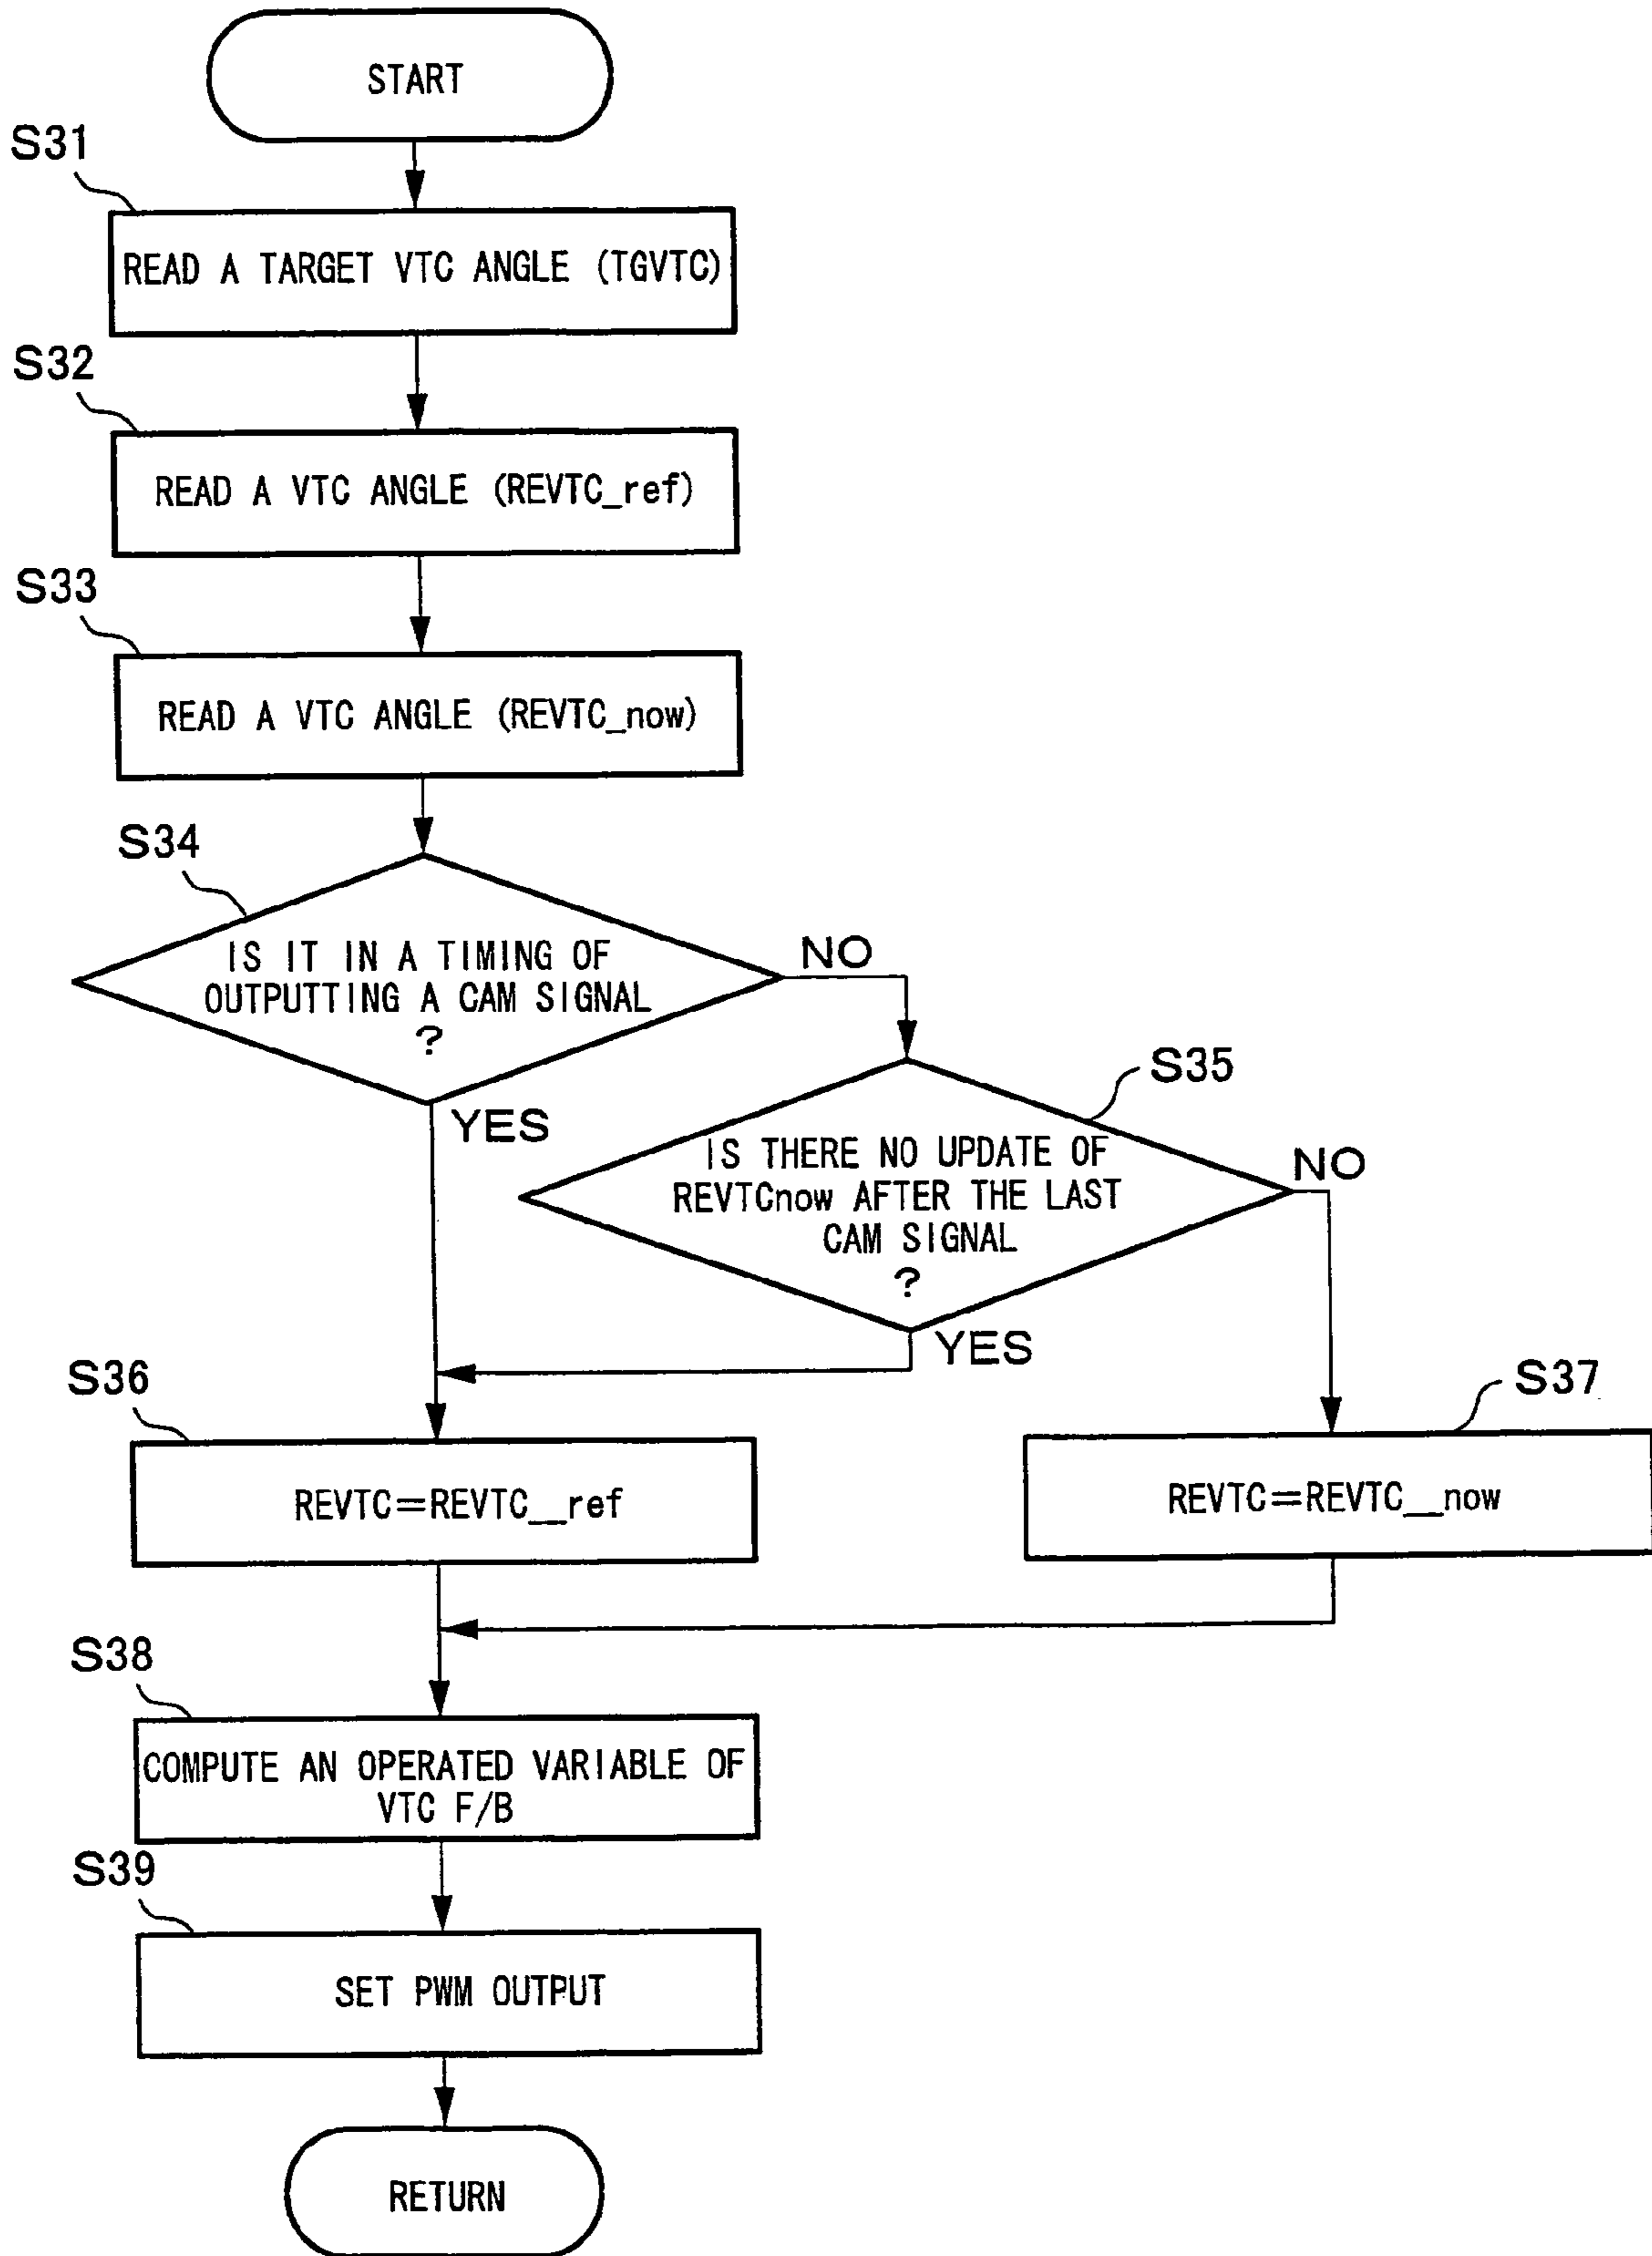 START
S31
READ A TARGET VTC ANGLE (TGVTC)
S32
READ A VTC ANGLE (REVTC_ref)
S33
READ A VTC ANGLE (REVTC_now)
S34
IS IT IN A TIMING OF
OUTPUTTING A CAM SIGNAL
?
NO
YES
S35
IS THERE NO UPDATE OF
REVTCnow AFTER THE LAST
CAM SIGNAL
?
NO
YES
S36
REVTC=REVTC__ref
S37
REVTC=REVTC__now
S38
COMPUTE AN OPERATED VARIABLE OF
VTC F/B
S39
SET PWM OUTPUT
RETURN